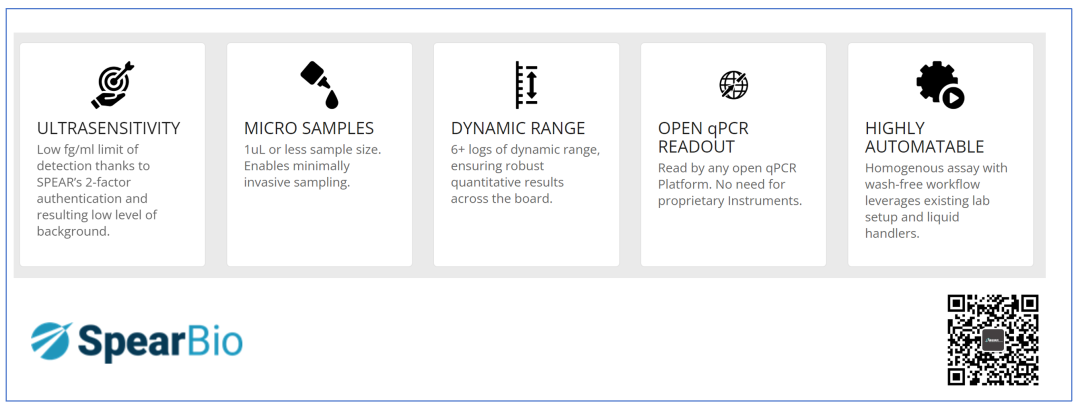 ULTRASENSITIVITY
Low fg/ml limit of
detection thanks to
SPEAR's 2-factor
authentication and
resulting low level of
background.
MICRO SAMPLES
1uL or less sample size.
Enables minimally
invasive sampling.
DYNAMIC RANGE
6+ logs of dynamic range,
ensuring robust
quantitative results
across the board.
OPEN qPCR
READOUT
Read by any open qPCR
Platform. No need for
proprietary Instruments.
HIGHLY
AUTOMATABLE
Homogenous assay with
wash-free workflow
leverages existing lab
setup and liquid
handlers.
SpearBio